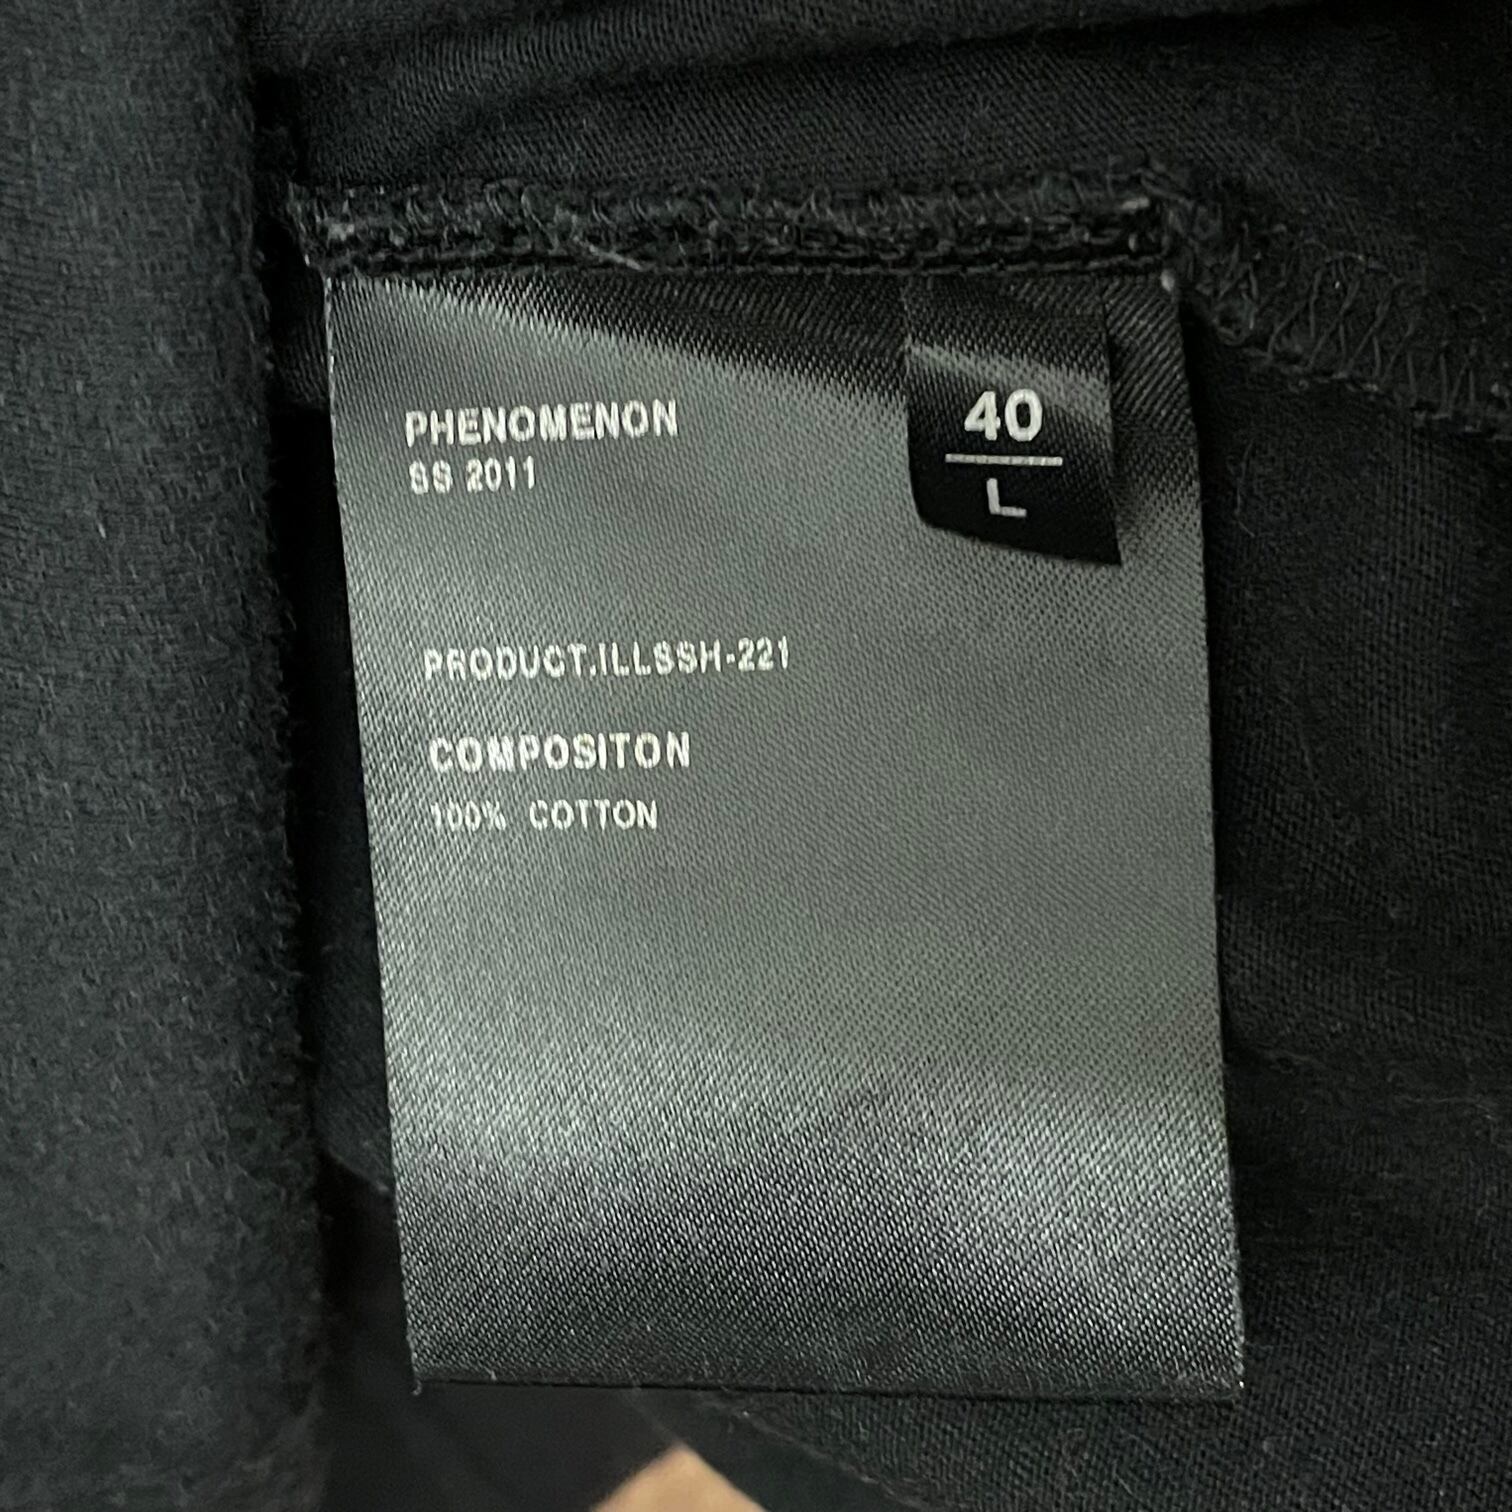 PHENOMENON
SS 2011
40
L
PRODUCT.ILLSSH-221
COMPOSITON
100% COTTON